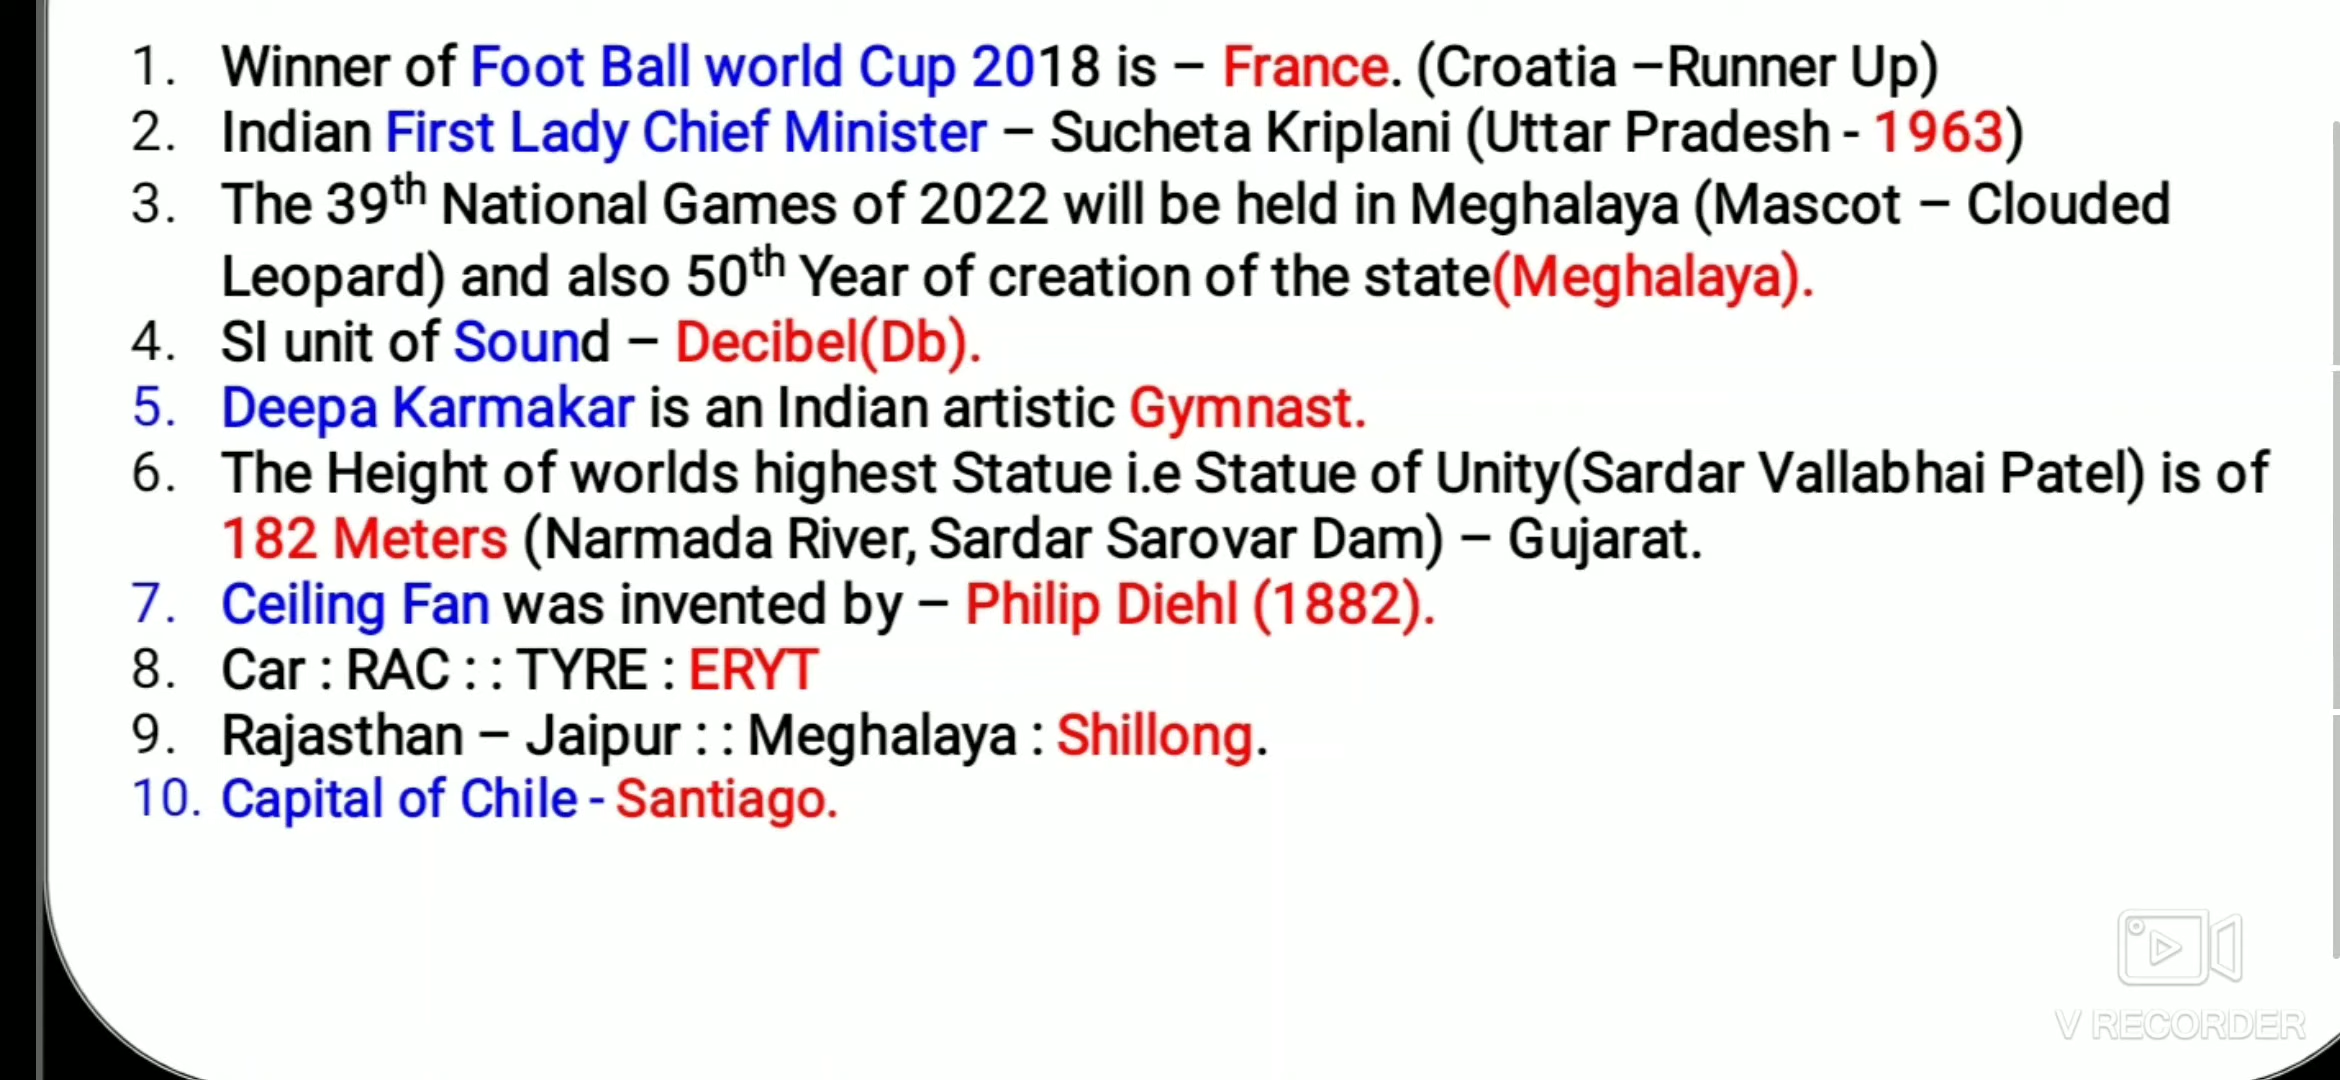 1. Winner of Foot Ball world Cup 2018 is – France. (Croatia –Runner Up)
2. Indian First Lady Chief Minister – Sucheta Kriplani (Uttar Pradesh - 1963)
3. The 39th National Games of 2022 will be held in Meghalaya (Mascot – Clouded
Leopard) and also 50th Year of creation of the state(Meghalaya).
4. SI unit of Sound – Decibel(Db).
5. Deepa Karmakar is an Indian artistic Gymnast.
6. The Height of worlds highest Statue i.e Statue of Unity(Sardar Vallabhai Patel) is of
182 Meters (Narmada River, Sardar Sarovar Dam) – Gujarat.
7. Ceiling Fan was invented by – Philip Diehl (1882).
8. Car : RAC : : TYRE : ERYT
9. Rajasthan – Jaipur : : Meghalaya : Shillong.
10. Capital of Chile - Santiago.
V RECORDER